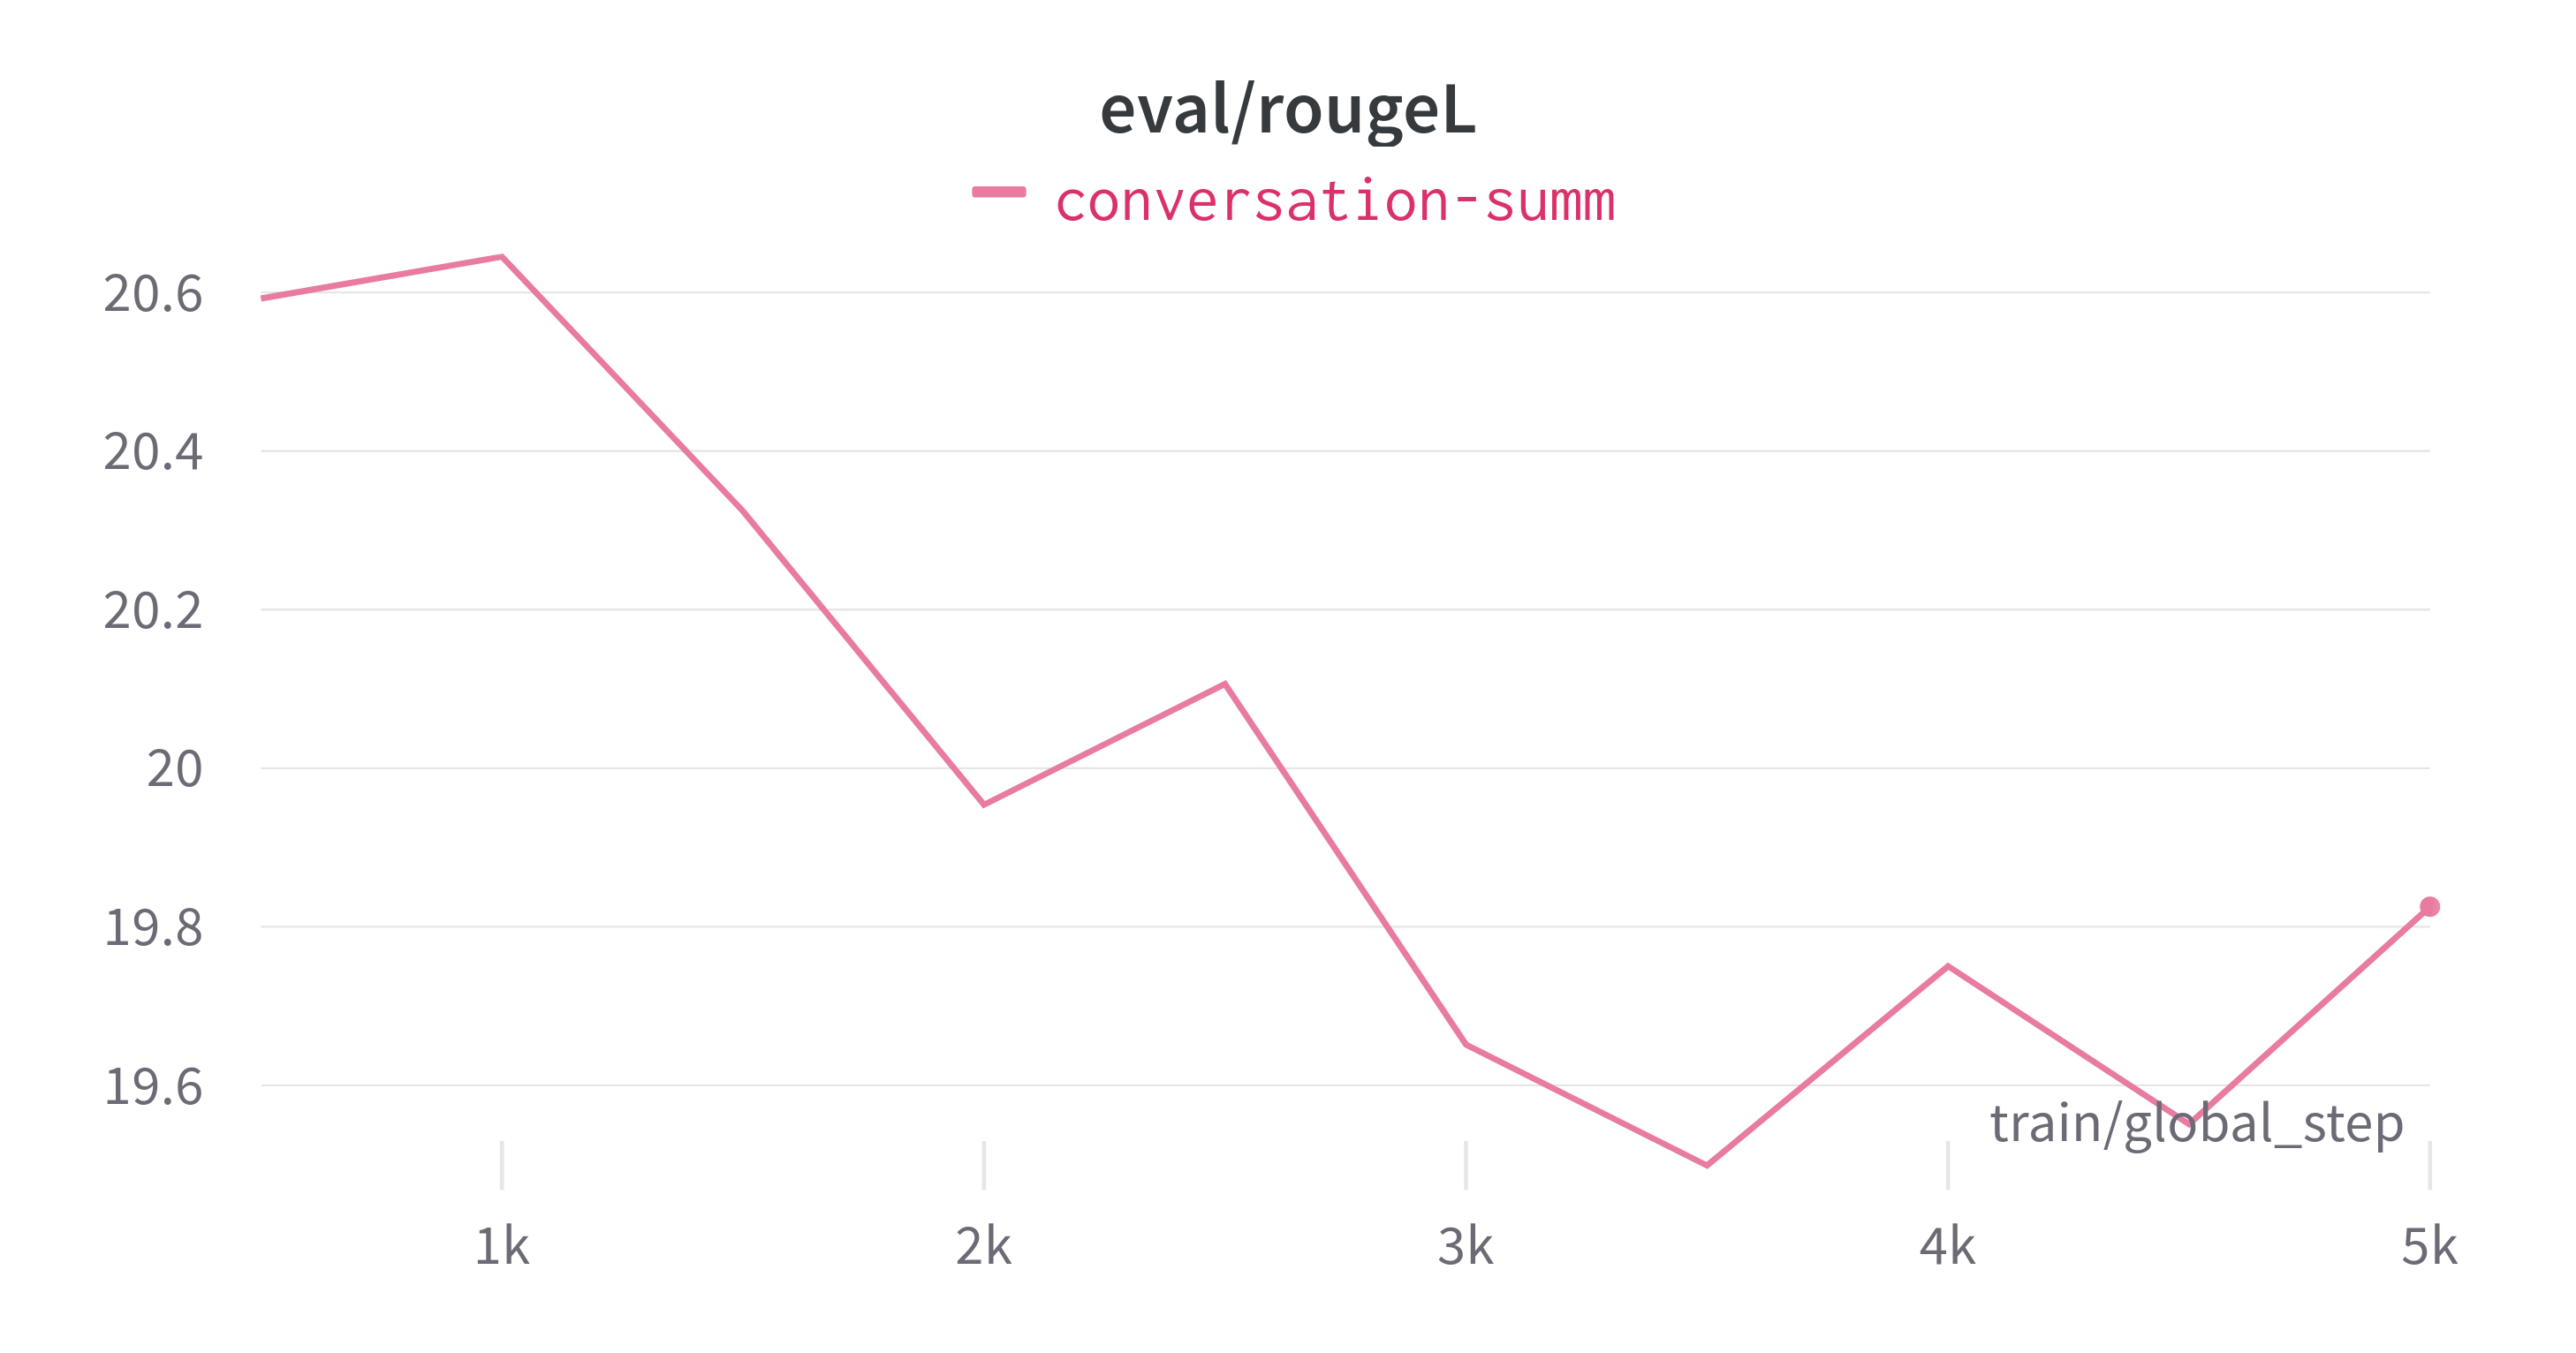 eval/rougeL
conversation-summ
20.6
20.4
20.2
20
19.8
19.6
train/global_step
1k 2k 3k 4k 5k